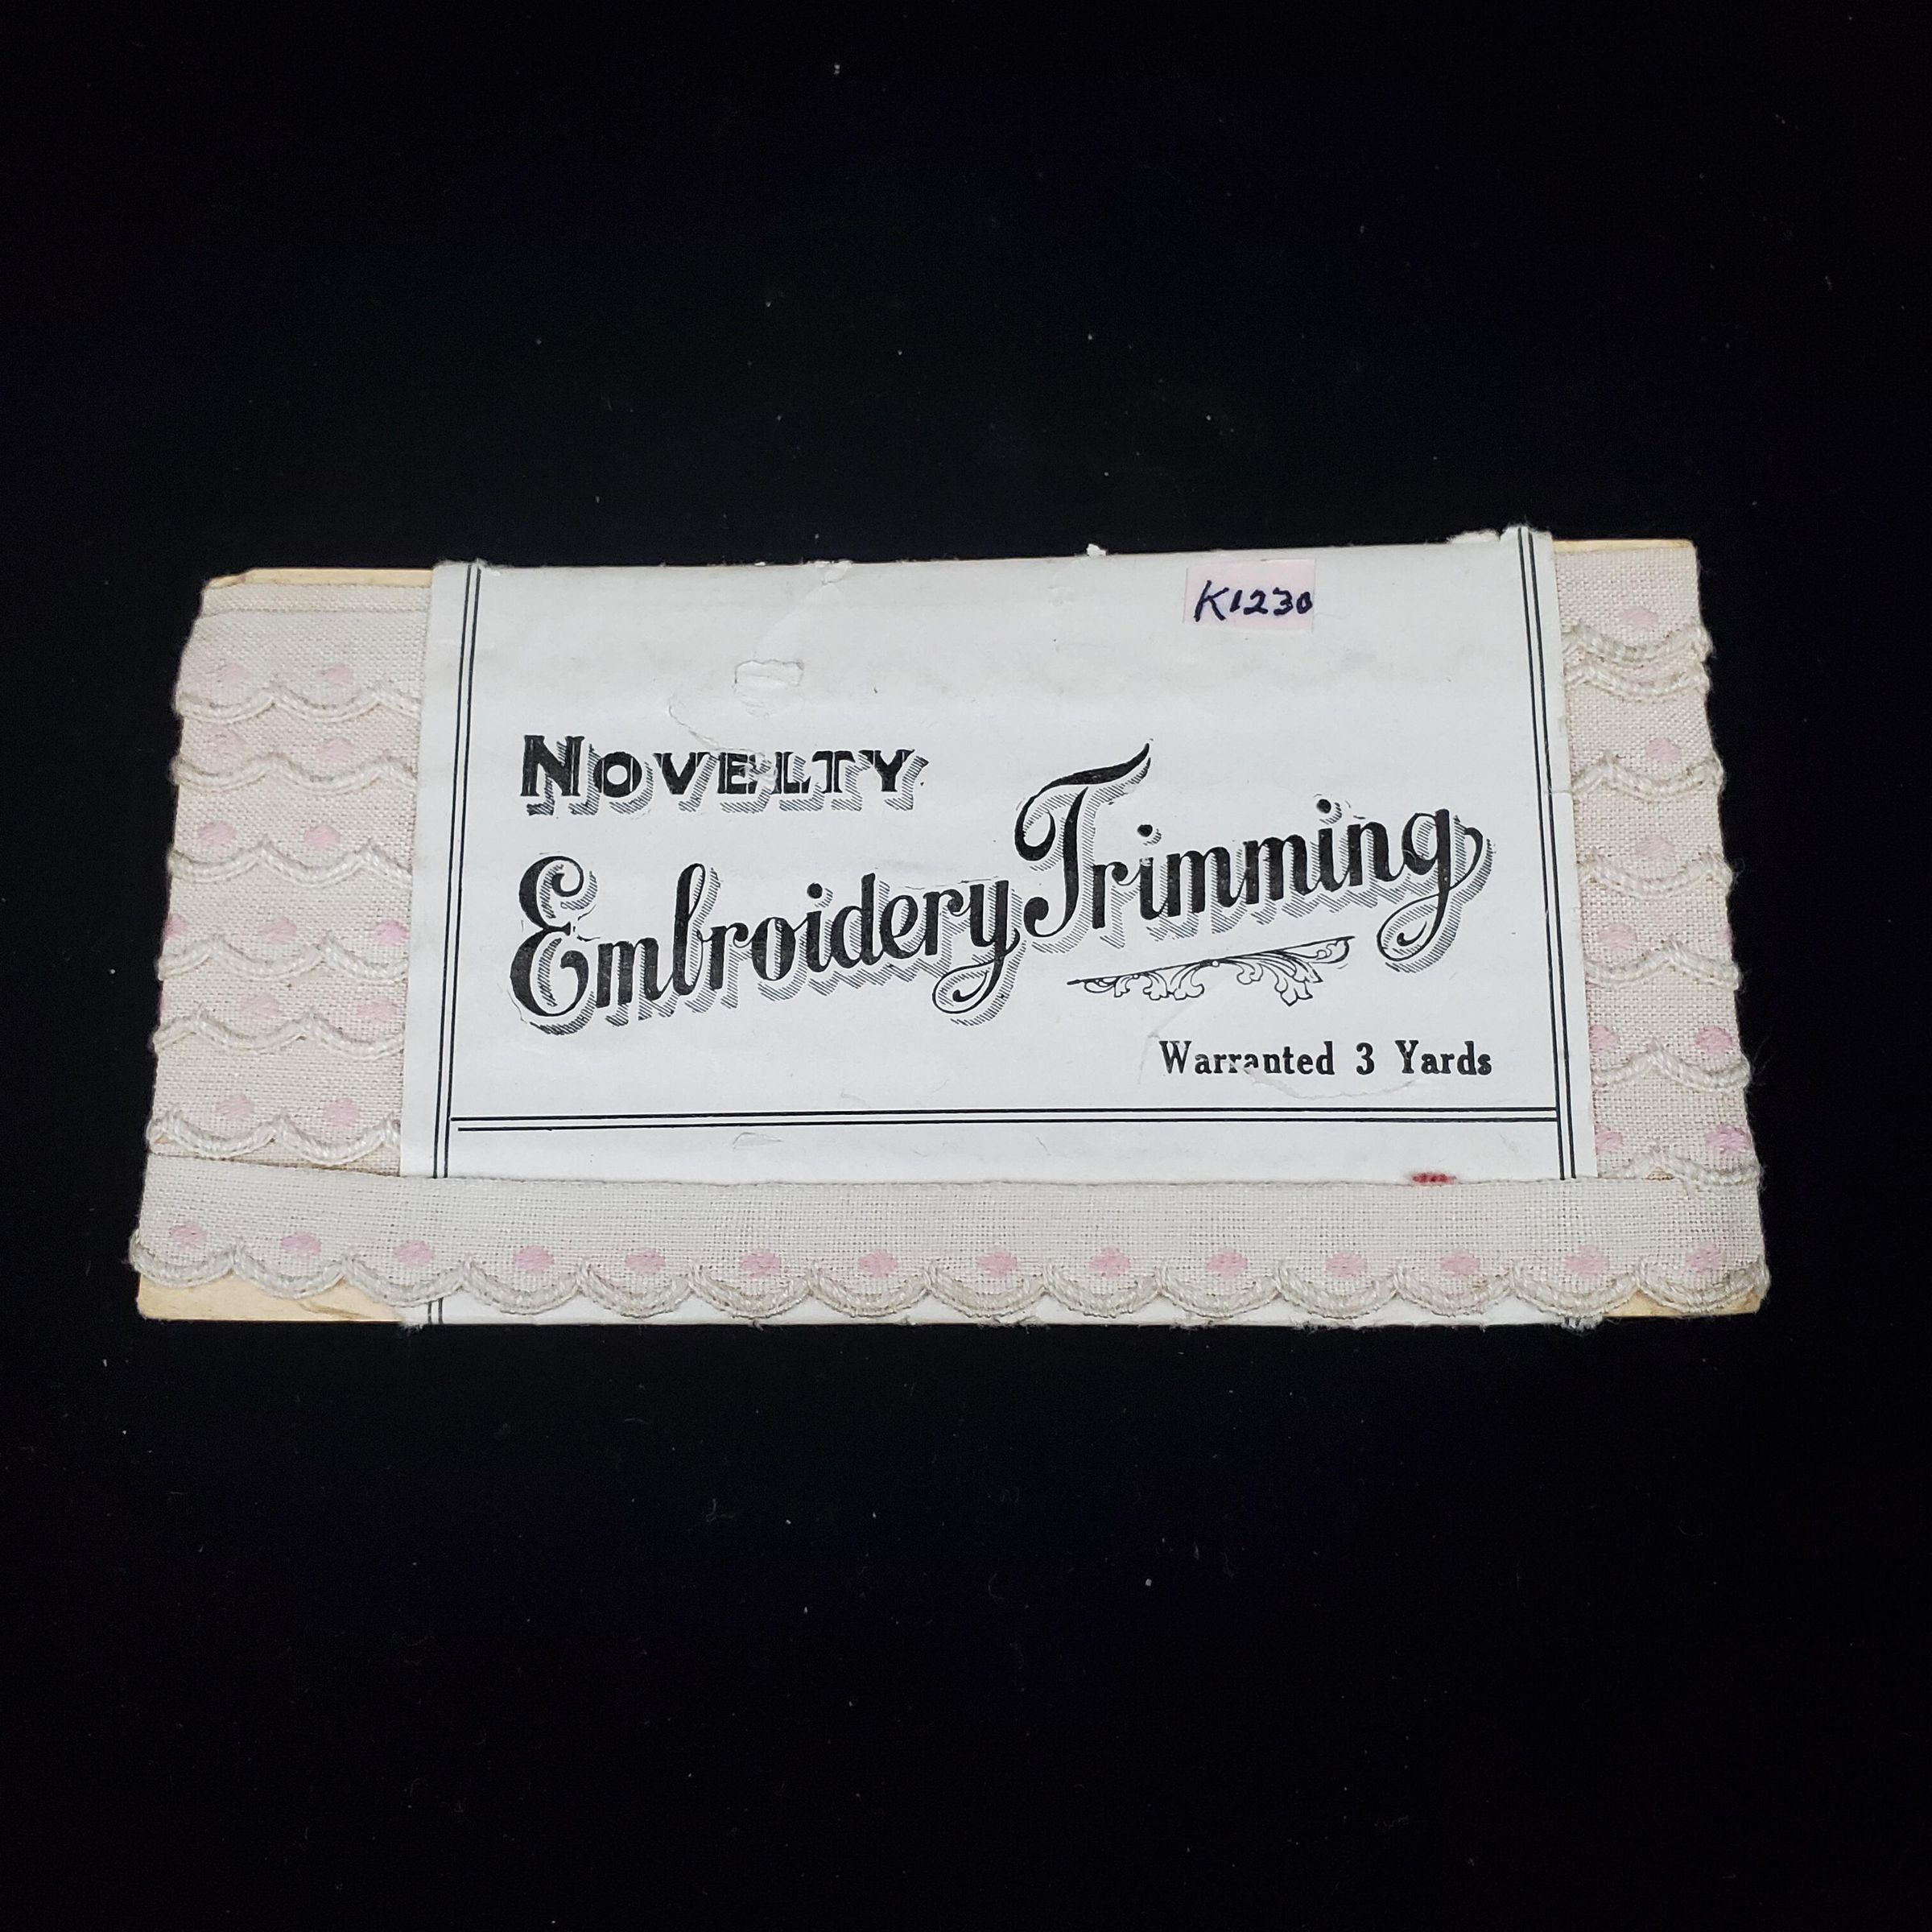 K1230
NOVELTY
Embroidery Trimming
Warranted 3 Yards